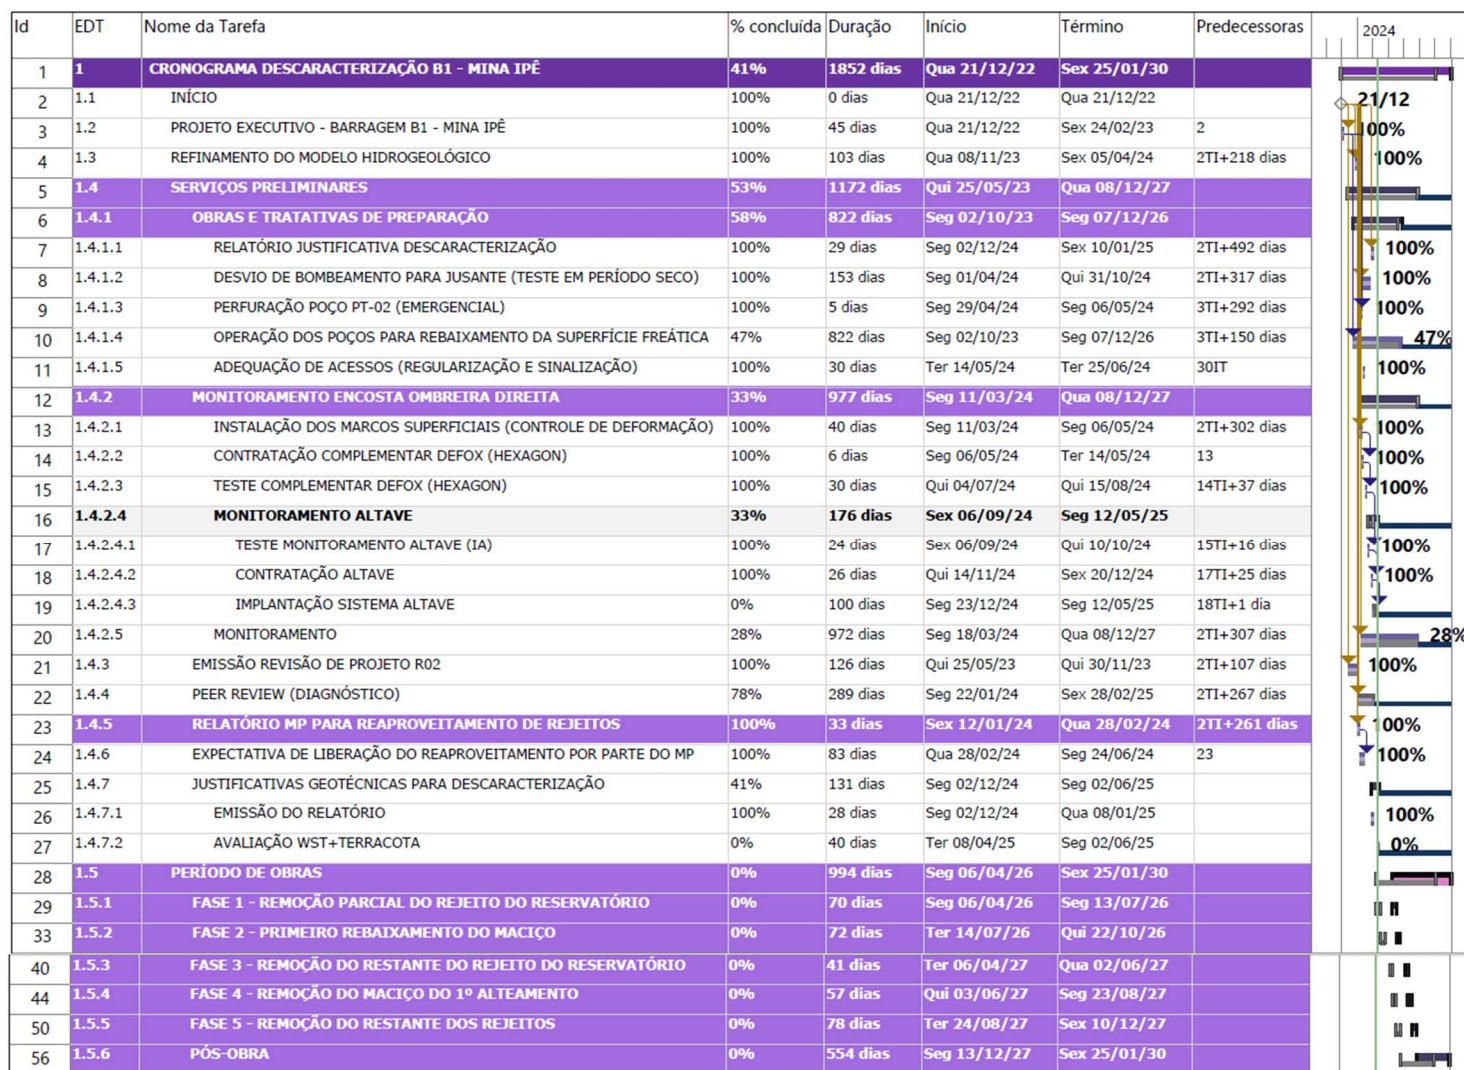 Id EDT Nome da Tarefa % concluída Duração Início Término Predecessoras 2024
1 1 CRONOGRAMA DESCARACTERIZAÇÃO B1 - MINA IPÊ 41% 1852 dias Qua 21/12/22 Sex 25/01/30
2 1.1 INÍCIO 100% 0 dias Qua 21/12/22 Qua 21/12/22 21/12
3 1.2 PROJETO EXECUTIVO - BARRAGEM B1 - MINA IPÊ 100% 45 dias Qua 21/12/22 Sex 24/02/23 2 100%
4 1.3 REFINAMENTO DO MODELO HIDROGEOLÓGICO 100% 103 dias Qua 08/11/23 Sex 05/04/24 2TI+218 dias 100%
5 1.4 SERVIÇOS PRELIMINARES 53% 1172 dias Qui 25/05/23 Qua 08/12/27
6 1.4.1 OBRAS E TRATATIVAS DE PREPARAÇÃO 58% 822 dias Seg 02/10/23 Seg 07/12/26
7 1.4.1.1 RELATÓRIO JUSTIFICATIVA DESCARACTERIZAÇÃO 100% 29 dias Seg 02/12/24 Sex 10/01/25 2TI+492 dias 100%
8 1.4.1.2 DESVIO DE BOMBEAMENTO PARA JUSANTE (TESTE EM PERÍODO SECO) 100% 153 dias Seg 01/04/24 Qui 31/10/24 2TI+317 dias 100%
9 1.4.1.3 PERFURAÇÃO POÇO PT-02 (EMERGENCIAL) 100% 5 dias Seg 29/04/24 Seg 06/05/24 3TI+292 dias 100%
10 1.4.1.4 OPERAÇÃO DOS POÇOS PARA REBAIXAMENTO DA SUPERFÍCIE FREÁTICA 47% 822 dias Seg 02/10/23 Seg 07/12/26 3TI+150 dias 47%
11 1.4.1.5 ADEQUAÇÃO DE ACESSOS (REGULARIZAÇÃO E SINALIZAÇÃO) 100% 30 dias Ter 14/05/24 Ter 25/06/24 30IT 100%
12 1.4.2 MONITORAMENTO ENCOSTA OMBREIRA DIREITA 33% 977 dias Seg 11/03/24 Qua 08/12/27
13 1.4.2.1 INSTALAÇÃO DOS MARCOS SUPERFICIAIS (CONTROLE DE DEFORMAÇÃO) 100% 40 dias Seg 11/03/24 Seg 06/05/24 2TI+302 dias 100%
14 1.4.2.2 CONTRATAÇÃO COMPLEMENTAR DEFOX (HEXAGON) 100% 6 dias Seg 06/05/24 Ter 14/05/24 13 100%
15 1.4.2.3 TESTE COMPLEMENTAR DEFOX (HEXAGON) 100% 30 dias Qui 04/07/24 Qui 15/08/24 14TI+37 dias 100%
16 1.4.2.4 MONITORAMENTO ALTAVE 33% 176 dias Sex 06/09/24 Seg 12/05/25
17 1.4.2.4.1 TESTE MONITORAMENTO ALTAVE (IA) 100% 24 dias Sex 06/09/24 Qui 10/10/24 15TI+16 dias 100%
18 1.4.2.4.2 CONTRATAÇÃO ALTAVE 100% 26 dias Qui 14/11/24 Sex 20/12/24 17TI+25 dias 100%
19 1.4.2.4.3 IMPLANTAÇÃO SISTEMA ALTAVE 0% 100 dias Seg 23/12/24 Seg 12/05/25 18TI+1 dia
20 1.4.2.5 MONITORAMENTO 28% 972 dias Seg 18/03/24 Qua 08/12/27 2TI+307 dias 28%
21 1.4.3 EMISSÃO REVISÃO DE PROJETO R02 100% 126 dias Qui 25/05/23 Qui 30/11/23 2TI+107 dias 100%
22 1.4.4 PEER REVIEW (DIAGNÓSTICO) 78% 289 dias Seg 22/01/24 Sex 28/02/25 2TI+267 dias
23 1.4.5 RELATÓRIO MP PARA REAPROVEITAMENTO DE REJEITOS 100% 33 dias Sex 12/01/24 Qua 28/02/24 2TI+261 dias 100%
24 1.4.6 EXPECTATIVA DE LIBERAÇÃO DO REAPROVEITAMENTO POR PARTE DO MP 100% 83 dias Qua 28/02/24 Seg 24/06/24 23 100%
25 1.4.7 JUSTIFICATIVAS GEOTÉCNICAS PARA DESCARACTERIZAÇÃO 41% 131 dias Seg 02/12/24 Seg 02/06/25
26 1.4.7.1 EMISSÃO DO RELATÓRIO 100% 28 dias Seg 02/12/24 Qua 08/01/25 100%
27 1.4.7.2 AVALIAÇÃO WST+TERRACOTA 0% 40 dias Ter 08/04/25 Seg 02/06/25 0%
28 1.5 PERÍODO DE OBRAS 0% 994 dias Seg 06/04/26 Sex 25/01/30
29 1.5.1 FASE 1 - REMOÇÃO PARCIAL DO REJEITO DO RESERVATÓRIO 0% 70 dias Seg 06/04/26 Seg 13/07/26
33 1.5.2 FASE 2 - PRIMEIRO REBAIXAMENTO DO MACIÇO 0% 72 dias Ter 14/07/26 Qui 22/10/26
40 1.5.3 FASE 3 - REMOÇÃO DO RESTANTE DO REJEITO DO RESERVATÓRIO 0% 41 dias Ter 06/04/27 Qua 02/06/27
44 1.5.4 FASE 4 - REMOÇÃO DO MACIÇO DO 1º ALTEAMENTO 0% 57 dias Qui 03/06/27 Seg 23/08/27
50 1.5.5 FASE 5 - REMOÇÃO DO RESTANTE DOS REJEITOS 0% 78 dias Ter 24/08/27 Sex 10/12/27
56 1.5.6 PÓS-OBRA 0% 554 dias Seg 13/12/27 Sex 25/01/30